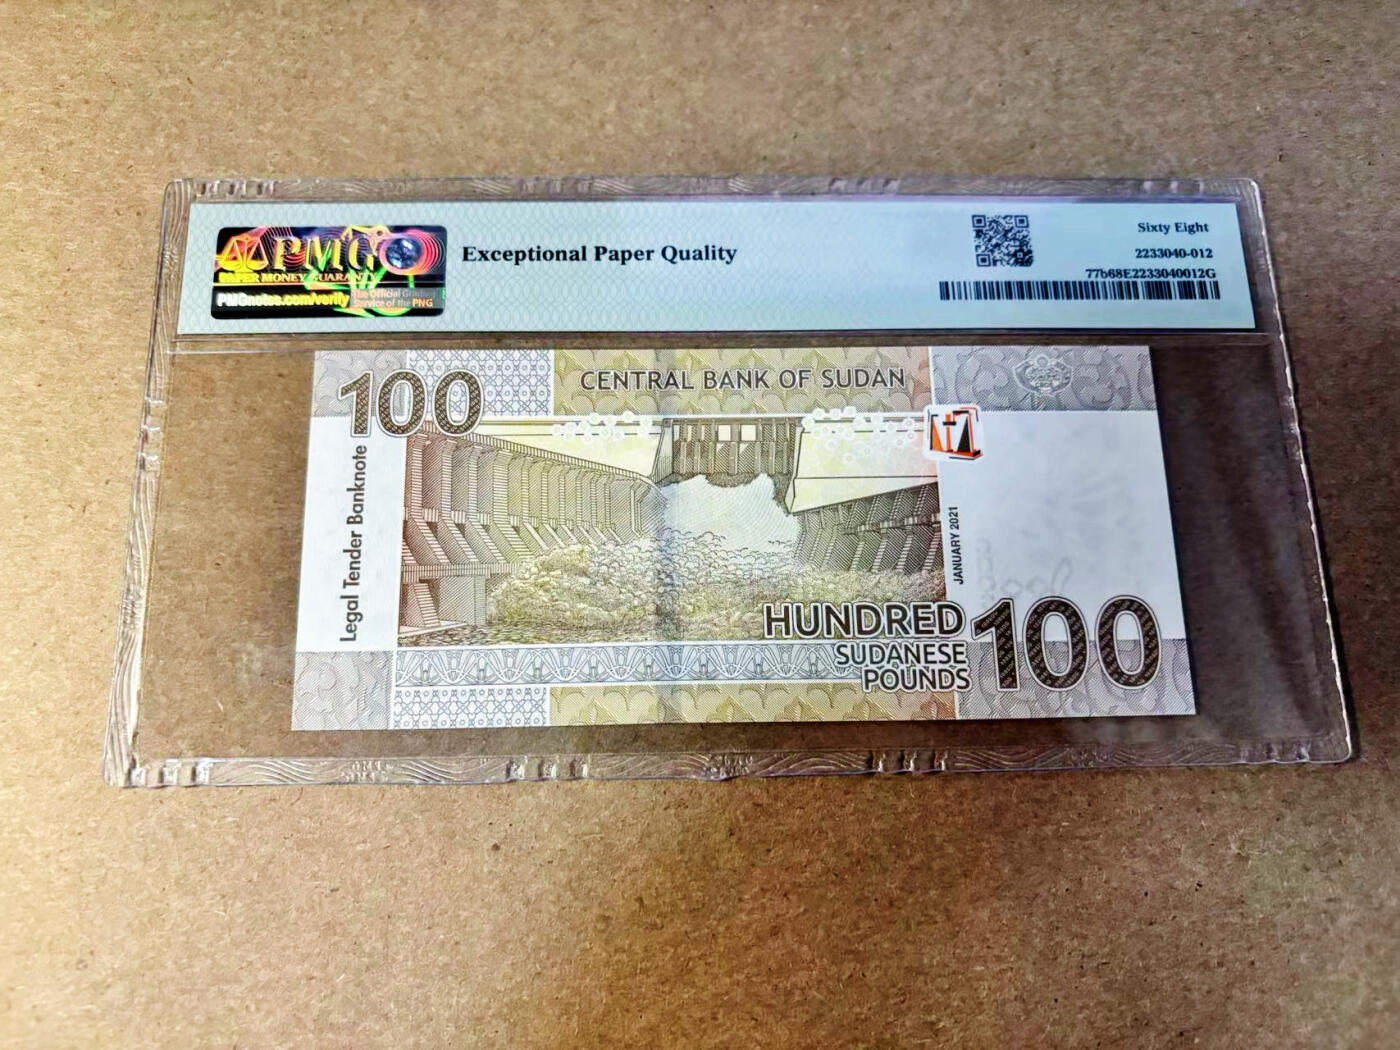 PMG
PAPER MONEY GUARANTY
PMGnotes.com/verify
The Official Grading
Service of the PNG
Exceptional Paper Quality
Sixty Eight
2233040-012
77b68E2233040012G
100
CENTRAL BANK OF SUDAN
Legal Tender Banknote
JANUARY 2021
HUNDRED
SUDANESE
POUNDS
100